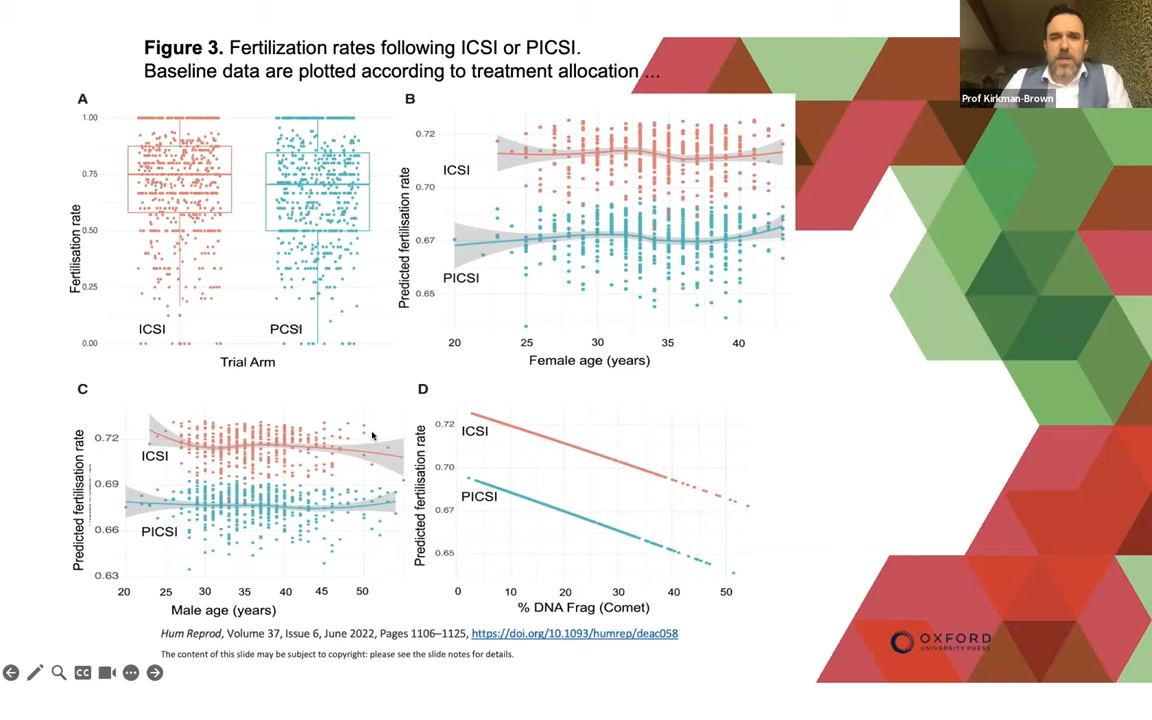 Figure 3. Fertilization rates following ICSI or PICSI.
Baseline data are plotted according to treatment allocation ...
Prof Kirkman-Brown
A
1.00
0.75
0.50
0.25
0.00
Fertilisation rate
ICSI
PCSI
Trial Arm
B
0.72
0.70
0.67
0.65
Predicted fertilisation rate
ICSI
PICSI
20 25 30 35 40
Female age (years)
C
0.72
0.69
0.66
0.63
Predicted fertilisation rate
ICSI
PICSI
20 25 30 35 40 45 50
Male age (years)
D
0.72
0.70
0.67
0.65
Predicted fertilisation rate
ICSI
PICSI
0 10 20 30 40 50
% DNA Frag (Comet)
Hum Reprod, Volume 37, Issue 6, June 2022, Pages 1106–1125, https://doi.org/10.1093/humrep/deac058
The content of this slide may be subject to copyright: please see the slide notes for details.
OXFORD
UNIVERSITY PRESS
CC